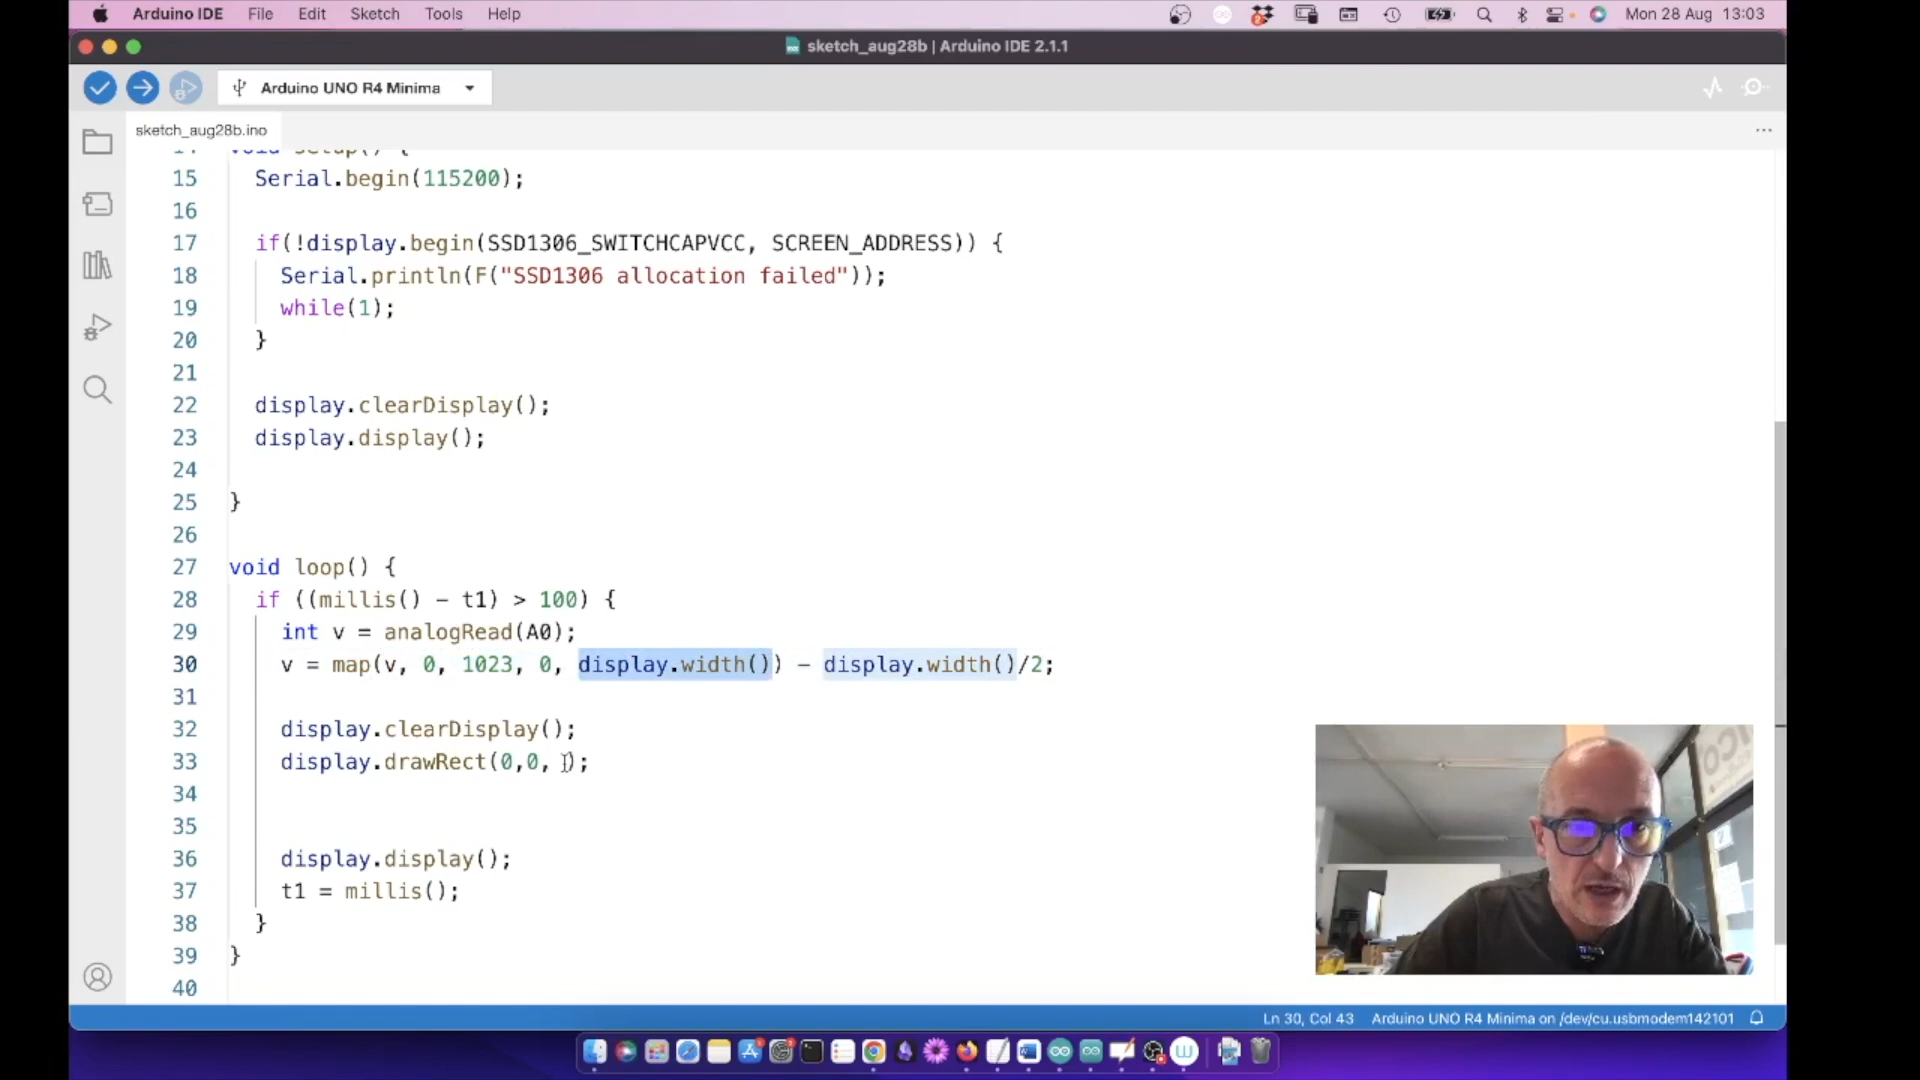 Arduino IDE File Edit Sketch Tools Help Mon 28 Aug 13:03
sketch_aug28b | Arduino IDE 2.1.1
Arduino UNO R4 Minima
sketch_aug28b.ino
14 void setup() {
15 Serial.begin(115200);
16
17 if(!display.begin(SSD1306_SWITCHCAPVCC, SCREEN_ADDRESS)) {
18 Serial.println(F("SSD1306 allocation failed"));
19 while(1);
20 }
21
22 display.clearDisplay();
23 display.display();
24
25 }
26
27 void loop() {
28 if ((millis() - t1) > 100) {
29 int v = analogRead(A0);
30 v = map(v, 0, 1023, 0, display.width()) - display.width()/2;
31
32 display.clearDisplay();
33 display.drawRect(0,0, );
34
35
36 display.display();
37 t1 = millis();
38 }
39 }
40
Ln 30, Col 43 Arduino UNO R4 Minima on /dev/cu.usbmodem142101